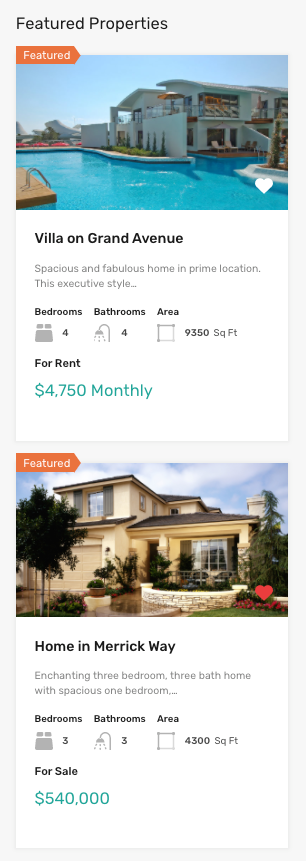 Featured Properties
Featured
Villa on Grand Avenue
Spacious and fabulous home in prime location.
This executive style...
Bedrooms Bathrooms Area
4 4 9350 Sq Ft
For Rent
$4,750 Monthly
Featured
Home in Merrick Way
Enchanting three bedroom, three bath home
with spacious one bedroom,...
Bedrooms Bathrooms Area
3 3 4300 Sq Ft
For Sale
$540,000